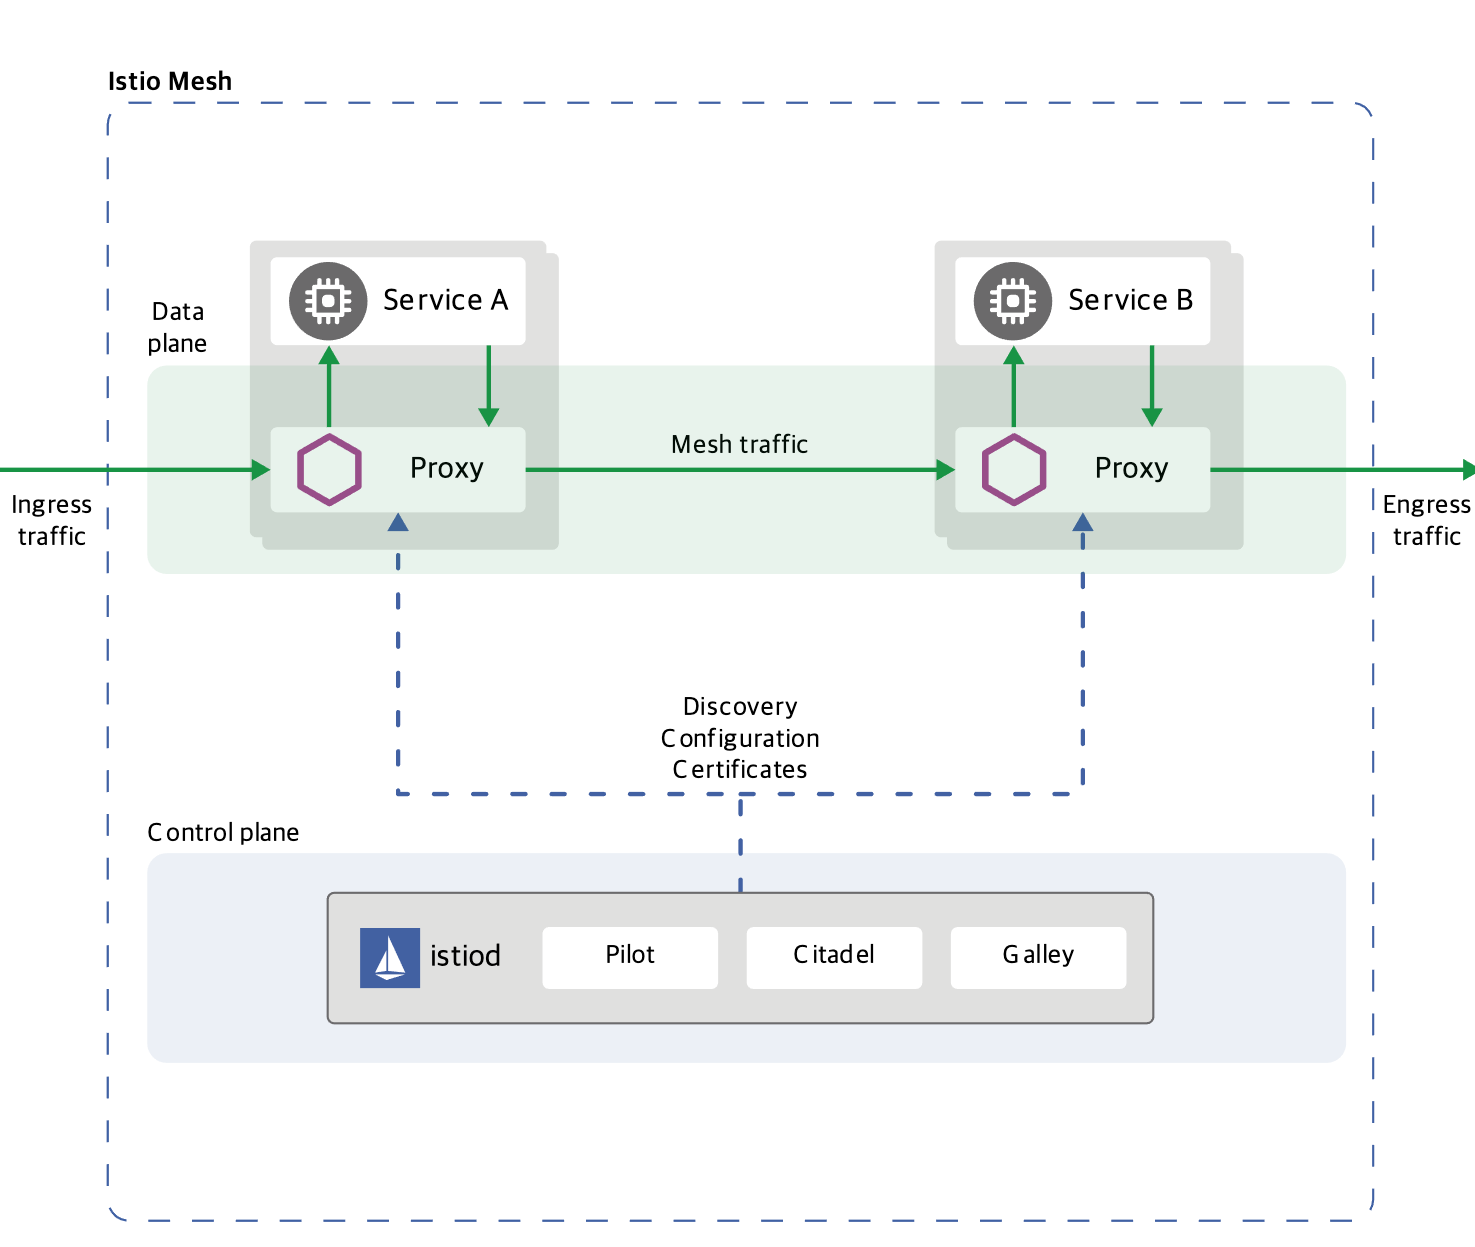 Istio Mesh
Data
plane
Service A
Service B
Proxy
Mesh traffic
Proxy
Ingress
traffic
Engress
traffic
Discovery
Configuration
Certificates
Control plane
istiod
Pilot
Citadel
Galley